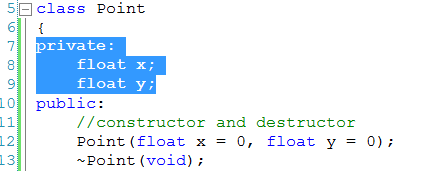 5 class Point
6 {
7 private:
8     float x;
9     float y;
10 public:
11     //constructor and destructor
12     Point(float x = 0, float y = 0);
13     ~Point(void);